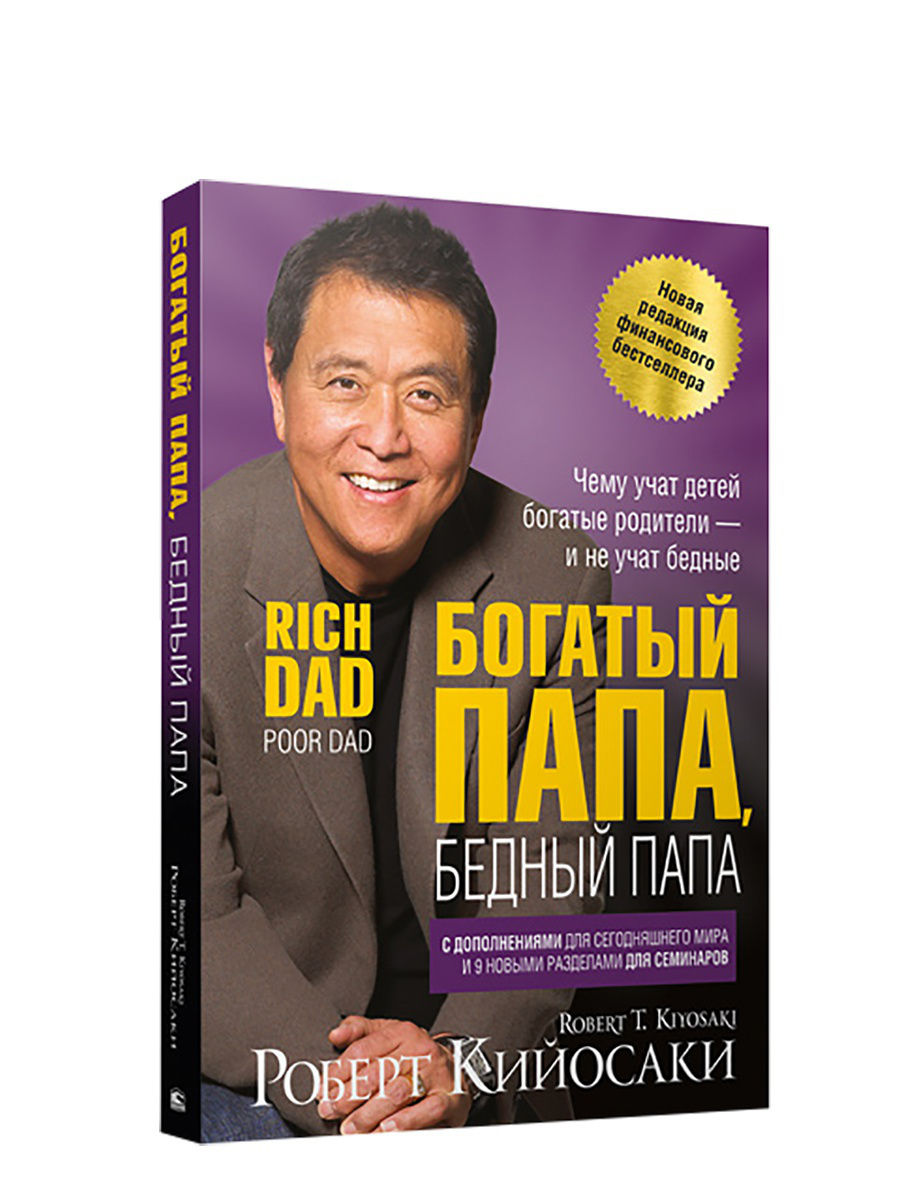 БОГАТЫЙ ПАПА, БЕДНЫЙ ПАПА
ROBERT T. KIYOSAKI
РОБЕРТ КИЙОСАКИ
Новая
редакция
финансового
бестселлера
Чему учат детей
богатые родители —
и не учат бедные
RICH
DAD
POOR DAD
БОГАТЫЙ
ПАПА,
БЕДНЫЙ ПАПА
С ДОПОЛНЕНИЯМИ ДЛЯ СЕГОДНЯШНЕГО МИРА
И 9 НОВЫМИ РАЗДЕЛАМИ ДЛЯ СЕМИНАРОВ
ROBERT T. KIYOSAKI
РОБЕРТ КИЙОСАКИ